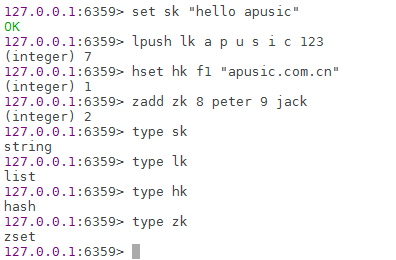 127.0.0.1:6359> set sk "hello apusic"
OK
127.0.0.1:6359> lpush lk a p u s i c 123
(integer) 7
127.0.0.1:6359> hset hk f1 "apusic.com.cn"
(integer) 1
127.0.0.1:6359> zadd zk 8 peter 9 jack
(integer) 2
127.0.0.1:6359> type sk
string
127.0.0.1:6359> type lk
list
127.0.0.1:6359> type hk
hash
127.0.0.1:6359> type zk
zset
127.0.0.1:6359>